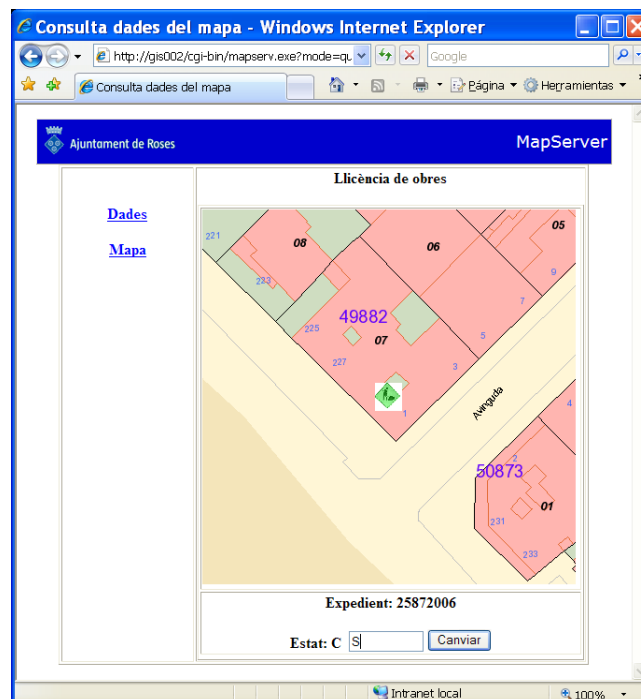 Consulta dades del mapa - Windows Internet Explorer
http://gis002/cgi-bin/mapserv.exe?mode=qu
Google
Consulta dades del mapa
Página
Herramientas
Ajuntament de Roses
MapServer
Llicència de obres
Dades
Mapa
05
221
08
06
9
223
7
49882
225
07
5
227
3
1
Avinguda
4
50873
2
01
231
233
Expedient: 25872006
Estat: C S Canviar
Intranet local
100%